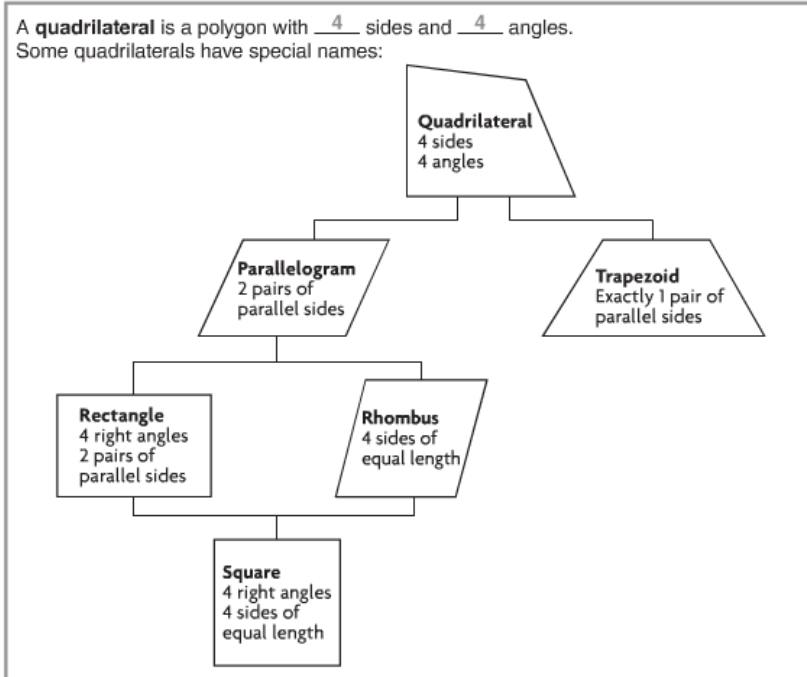 A quadrilateral is a polygon with 4 sides and 4 angles.
Some quadrilaterals have special names:
Quadrilateral
4 sides
4 angles
Parallelogram
2 pairs of
parallel sides
Trapezoid
Exactly 1 pair of
parallel sides
Rectangle
4 right angles
2 pairs of
parallel sides
Rhombus
4 sides of
equal length
Square
4 right angles
4 sides of
equal length